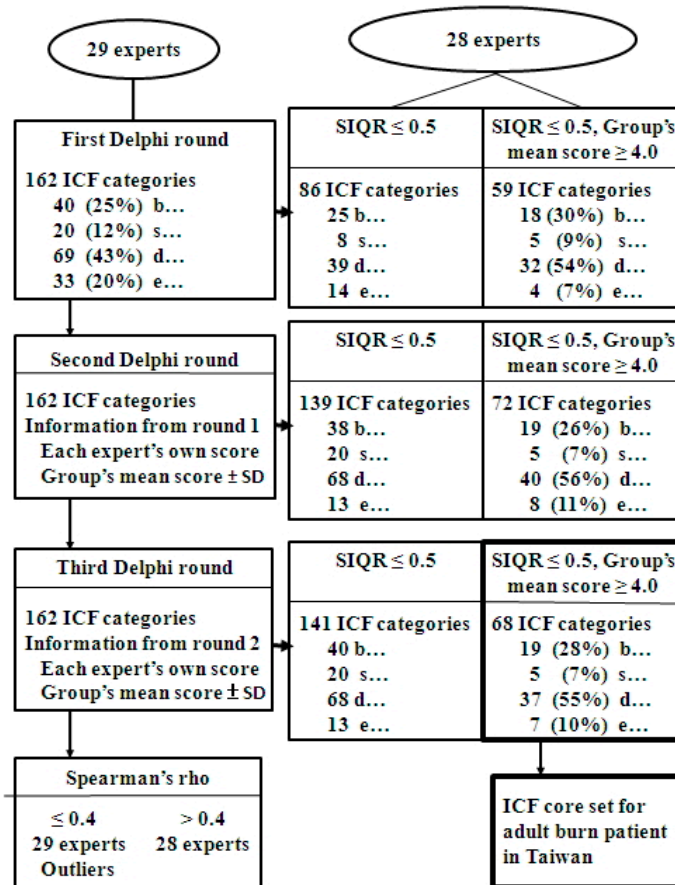 29 experts
28 experts
First Delphi round
162 ICF categories
40 (25%) b...
20 (12%) s...
69 (43%) d...
33 (20%) e...
SIQR ≤ 0.5
86 ICF categories
25 b...
8 s...
39 d...
14 e...
SIQR ≤ 0.5, Group's
mean score ≥ 4.0
59 ICF categories
18 (30%) b...
5 (9%) s...
32 (54%) d...
4 (7%) e...
Second Delphi round
162 ICF categories
Information from round 1
Each expert's own score
Group's mean score ± SD
SIQR ≤ 0.5
139 ICF categories
38 b...
20 s...
68 d...
13 e...
SIQR ≤ 0.5, Group's
mean score ≥ 4.0
72 ICF categories
19 (26%) b...
5 (7%) s...
40 (56%) d...
8 (11%) e...
Third Delphi round
162 ICF categories
Information from round 2
Each expert's own score
Group's mean score ± SD
SIQR ≤ 0.5
141 ICF categories
40 b...
20 s...
68 d...
13 e...
SIQR ≤ 0.5, Group's
mean score ≥ 4.0
68 ICF categories
19 (28%) b...
5 (7%) s...
37 (55%) d...
7 (10%) e...
Spearman's rho
≤ 0.4 > 0.4
29 experts 28 experts
Outliers
ICF core set for
adult burn patient
in Taiwan